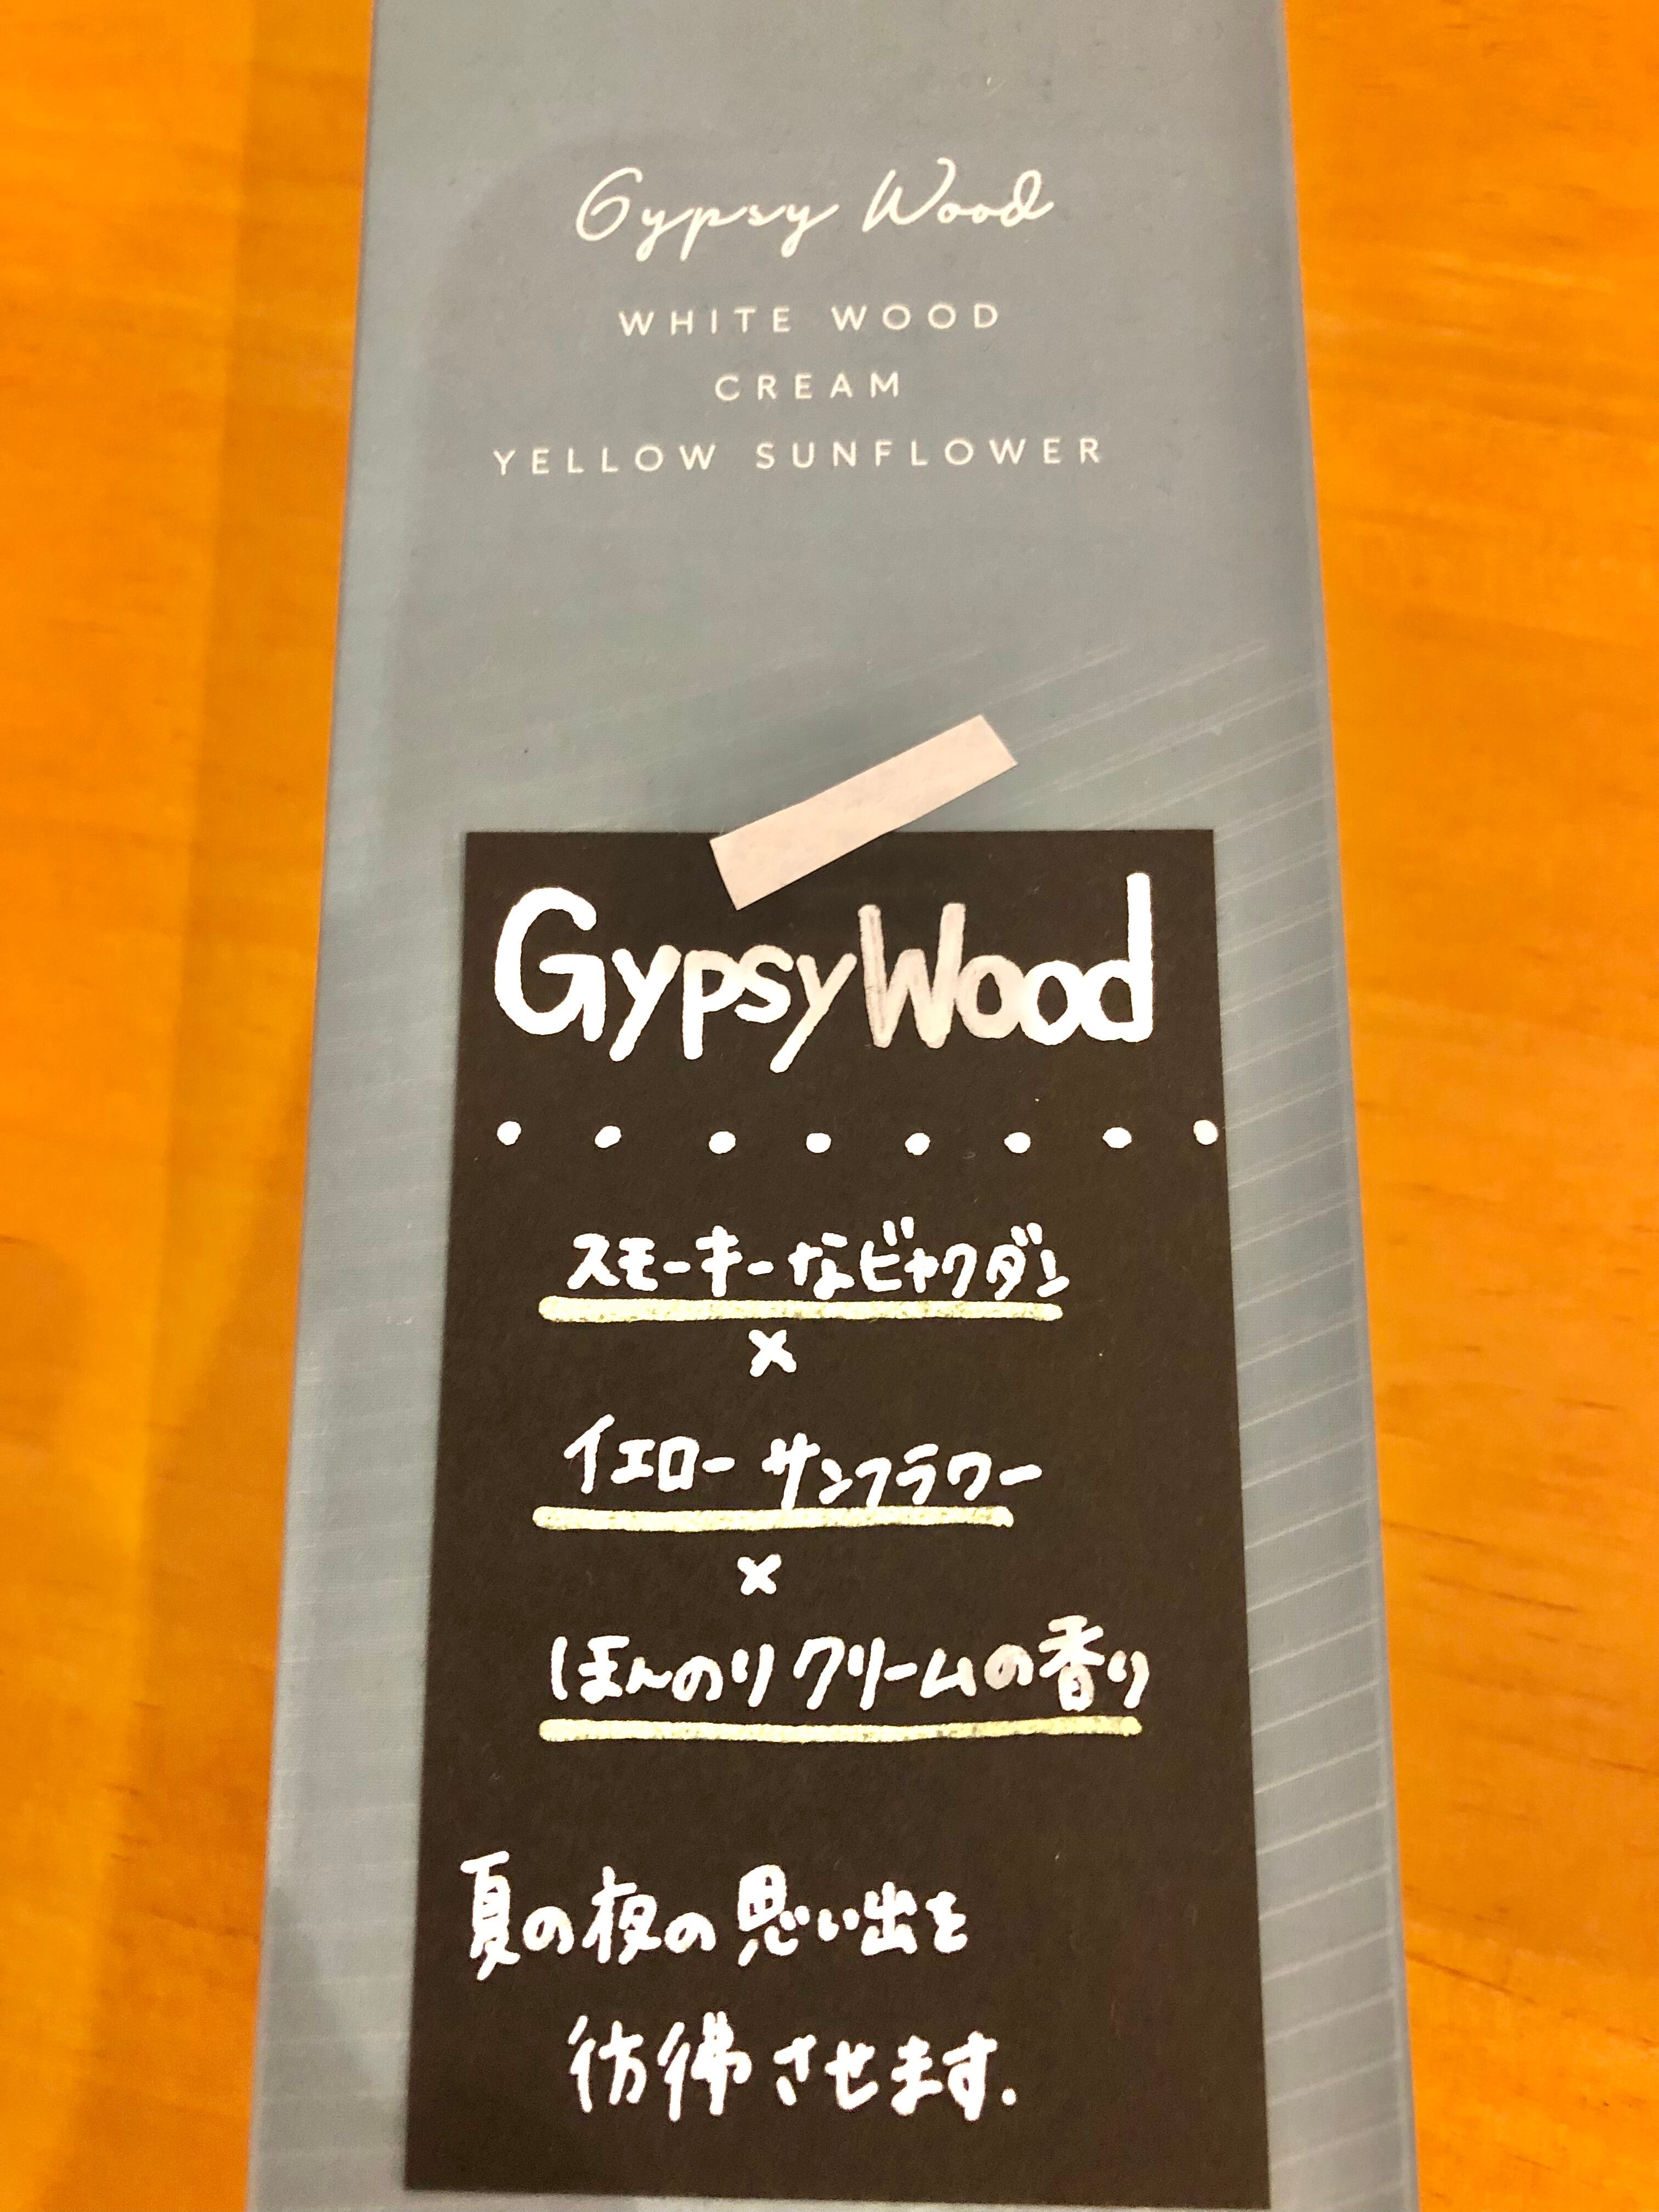 Gypsy Wood
WHITE WOOD
CREAM
YELLOW SUNFLOWER
GypsyWood
スモーキーなビャクダン
×
イエローサンフラワー
×
ほんのりクリームの香り
夏の夜の思い出を
彷彿させます.